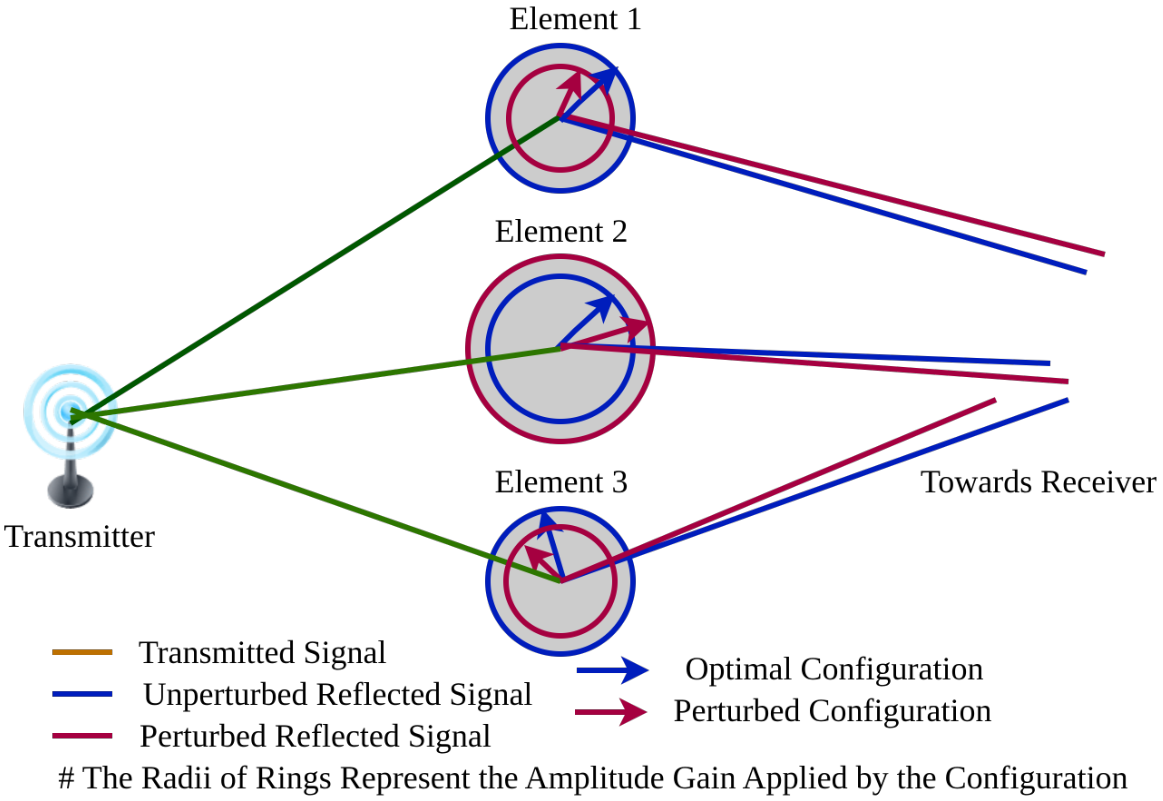 Element 1
Element 2
Element 3
Towards Receiver
Transmitter
Transmitted Signal
Unperturbed Reflected Signal
Perturbed Reflected Signal
Optimal Configuration
Perturbed Configuration
# The Radii of Rings Represent the Amplitude Gain Applied by the Configuration